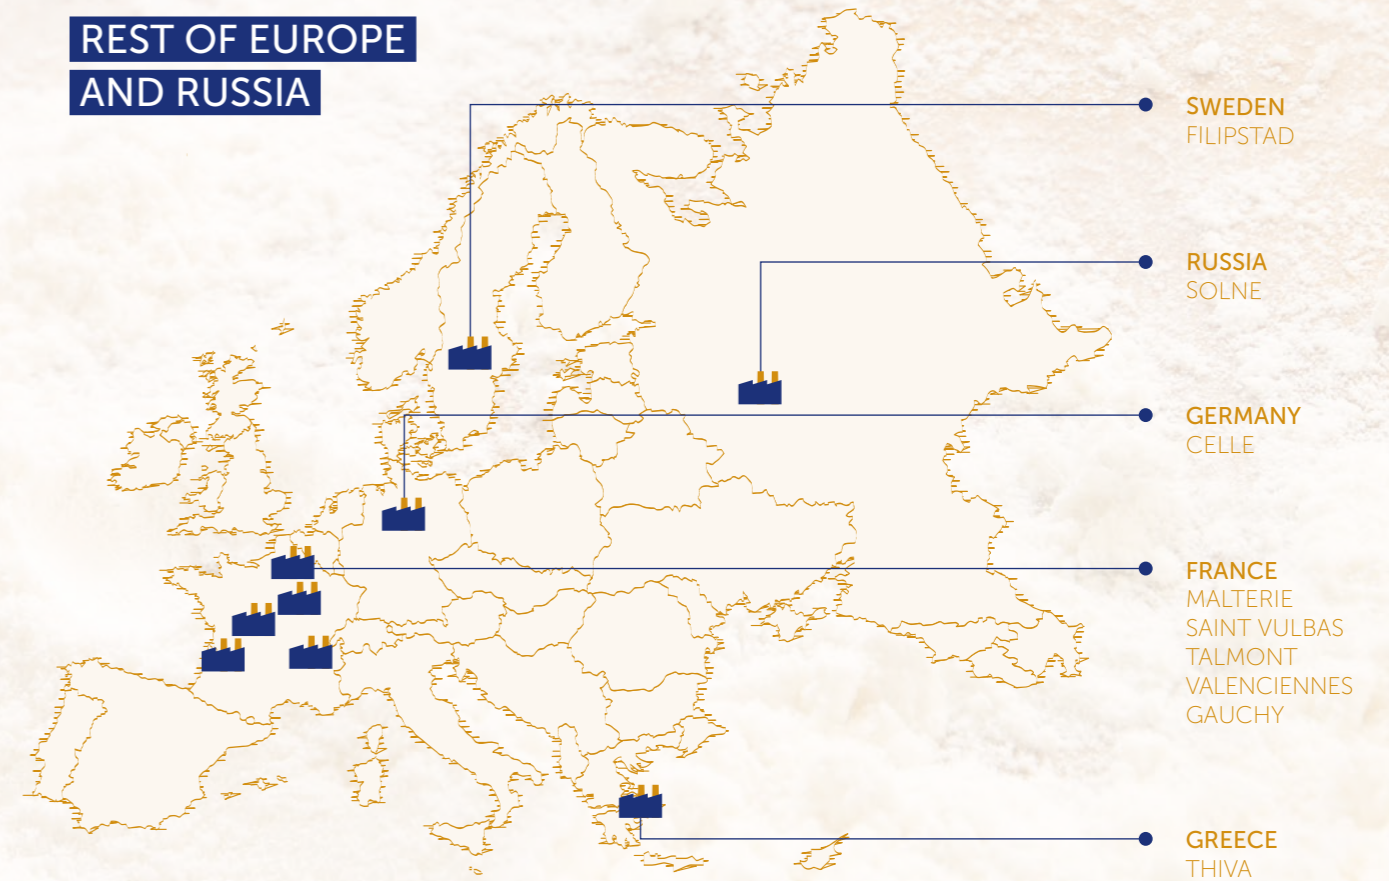 REST OF EUROPE
AND RUSSIA
SWEDEN
FILIPSTAD
RUSSIA
SOLNE
GERMANY
CELLE
FRANCE
MALTERIE
SAINT VULBAS
TALMONT
VALENCIENNES
GAUCHY
GREECE
THIVA